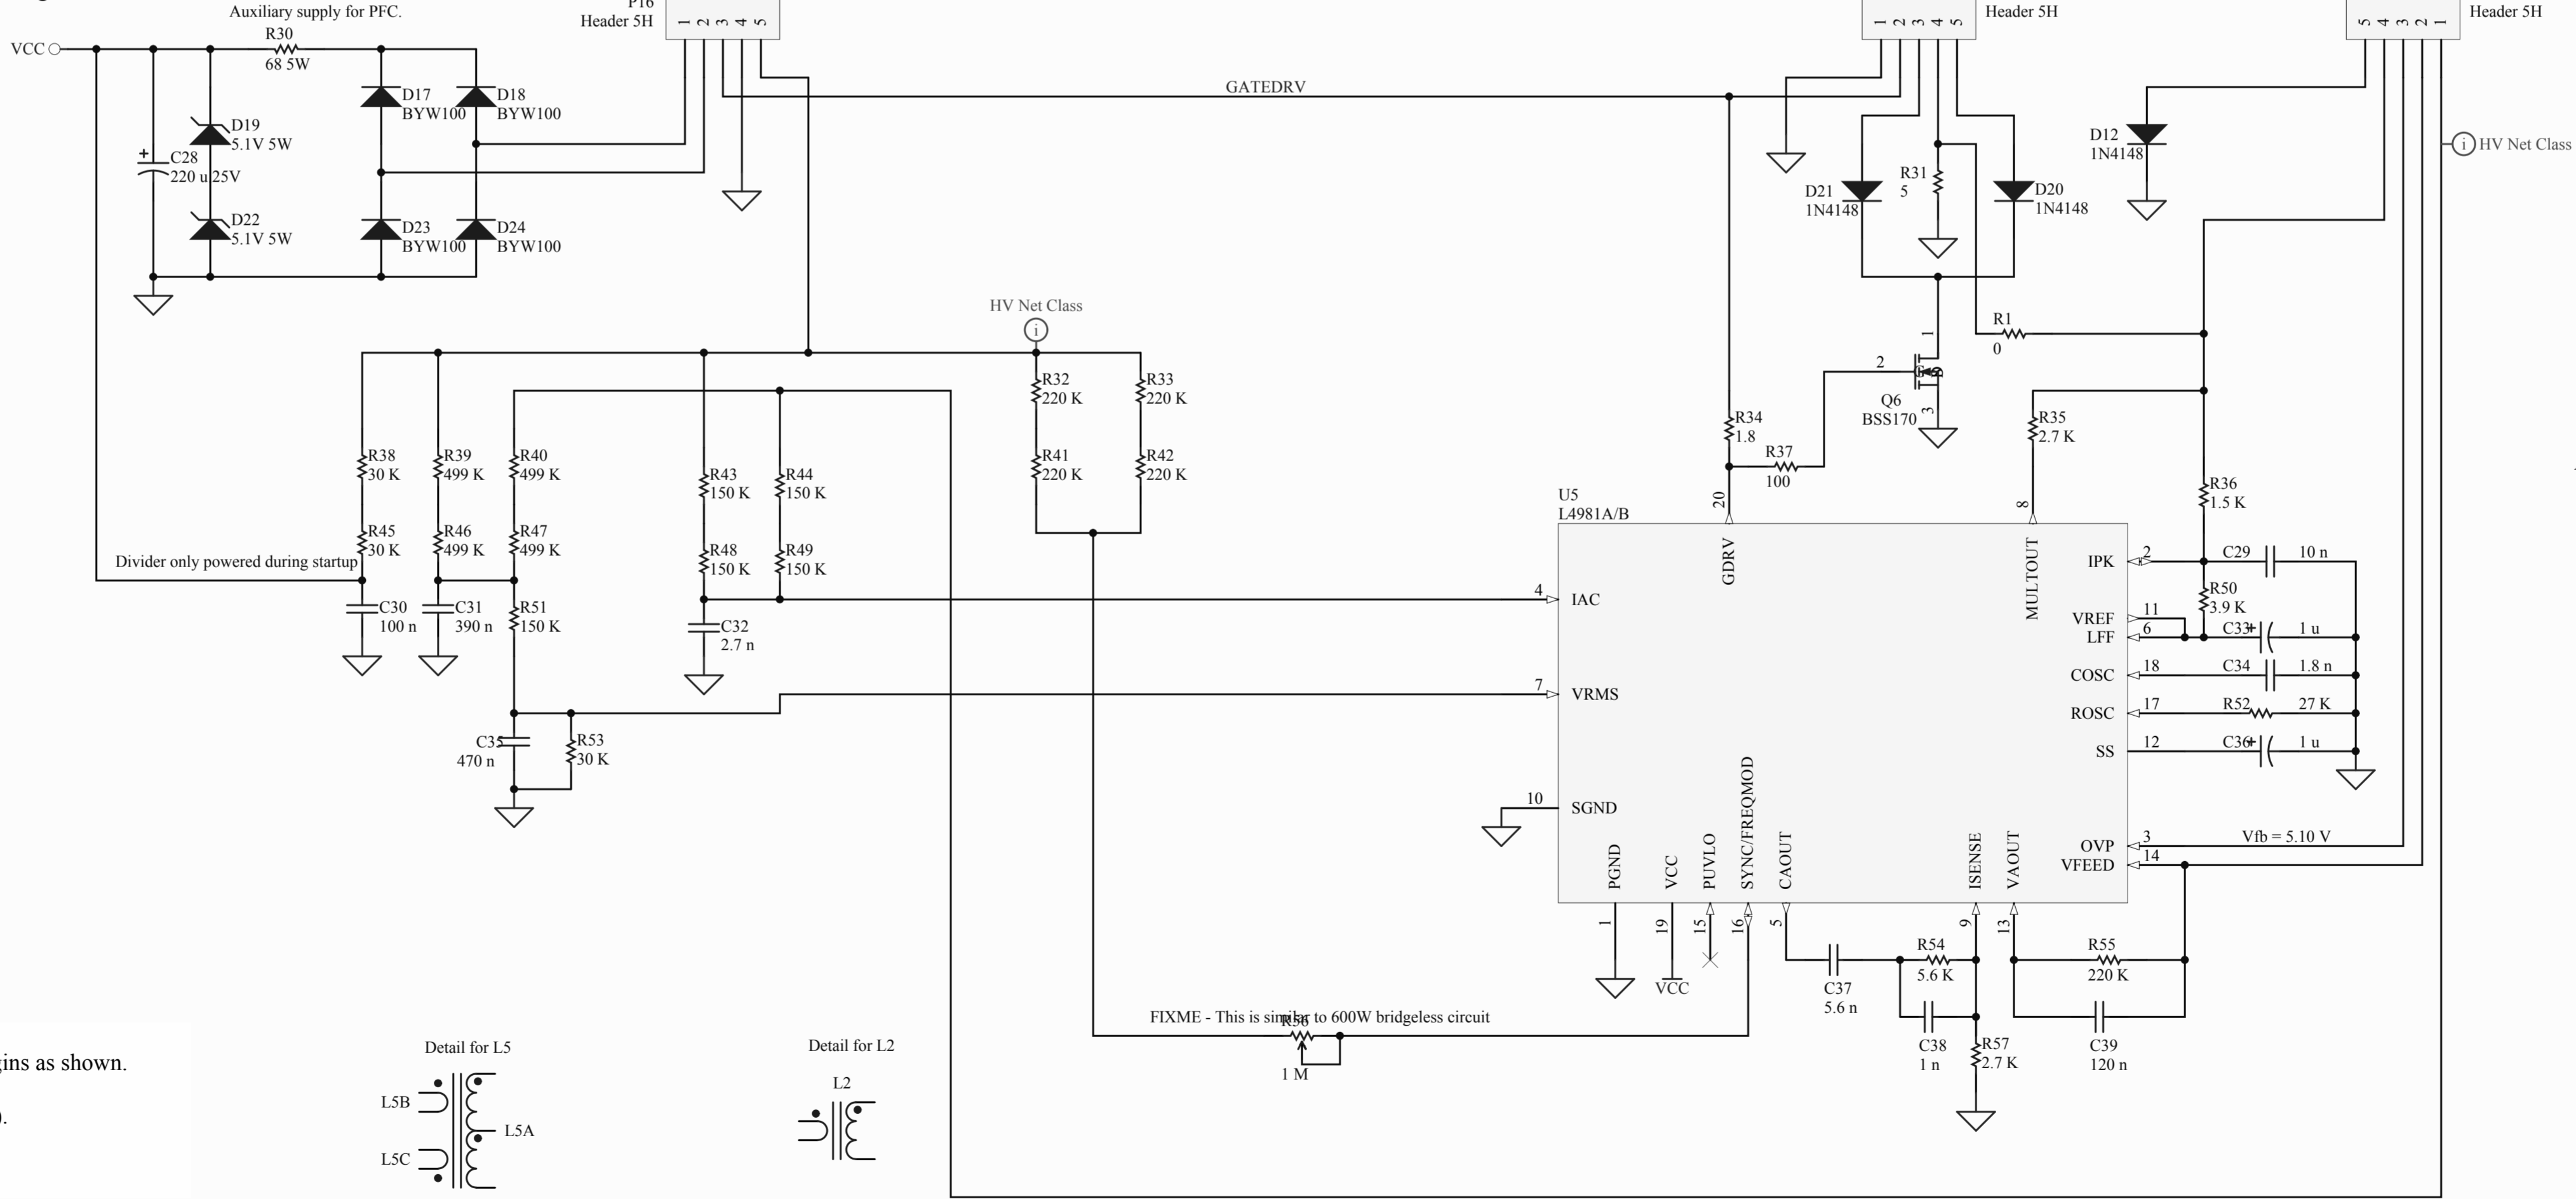 Auxiliary supply for PFC.
P16
Header 5H
1 2 3 4 5
Header 5H
1 2 3 4 5
Header 5H
5 4 3 2 1
VCC
R30
68 5W
GATEDRV
D17
BYW100
D18
BYW100
D19
5.1V 5W
C28
220 u 25V
D22
5.1V 5W
D23
BYW100
D24
BYW100
D12
1N4148
HV Net Class
D21
1N4148
R31
5
D20
1N4148
HV Net Class
R1
0
1
2
3
Q6
BSS170
R32
220 K
R33
220 K
R41
220 K
R42
220 K
R34
1.8
R37
100
R35
2.7 K
R36
1.5 K
R38
30 K
R39
499 K
R40
499 K
R43
150 K
R44
150 K
R45
30 K
R46
499 K
R47
499 K
R48
150 K
R49
150 K
Divider only powered during startup
C30
100 n
C31
390 n
R51
150 K
C32
2.7 n
C35
470 n
R53
30 K
U5
L4981A/B
20
GDRV
8
MULTOUT
4
IAC
7
VRMS
10
SGND
IPK
2
C29
10 n
R50
3.9 K
VREF
11
LFF
6
C33
+
1 u
COSC
18
C34
1.8 n
ROSC
17
R52
27 K
SS
12
C36
+
1 u
OVP
3
Vfb = 5.10 V
VFEED
14
PGND
VCC
PUVLO
SYNC/FREQMOD
CAOUT
ISENSE
VAOUT
1
19
15
16
5
9
13
VCC
C37
5.6 n
R54
5.6 K
C38
1 n
R57
2.7 K
R55
220 K
C39
120 n
FIXME - This is similar to 600W bridgeless circuit
R56
1 M
gins as shown.
).
Detail for L5
L5B
L5A
L5C
Detail for L2
L2